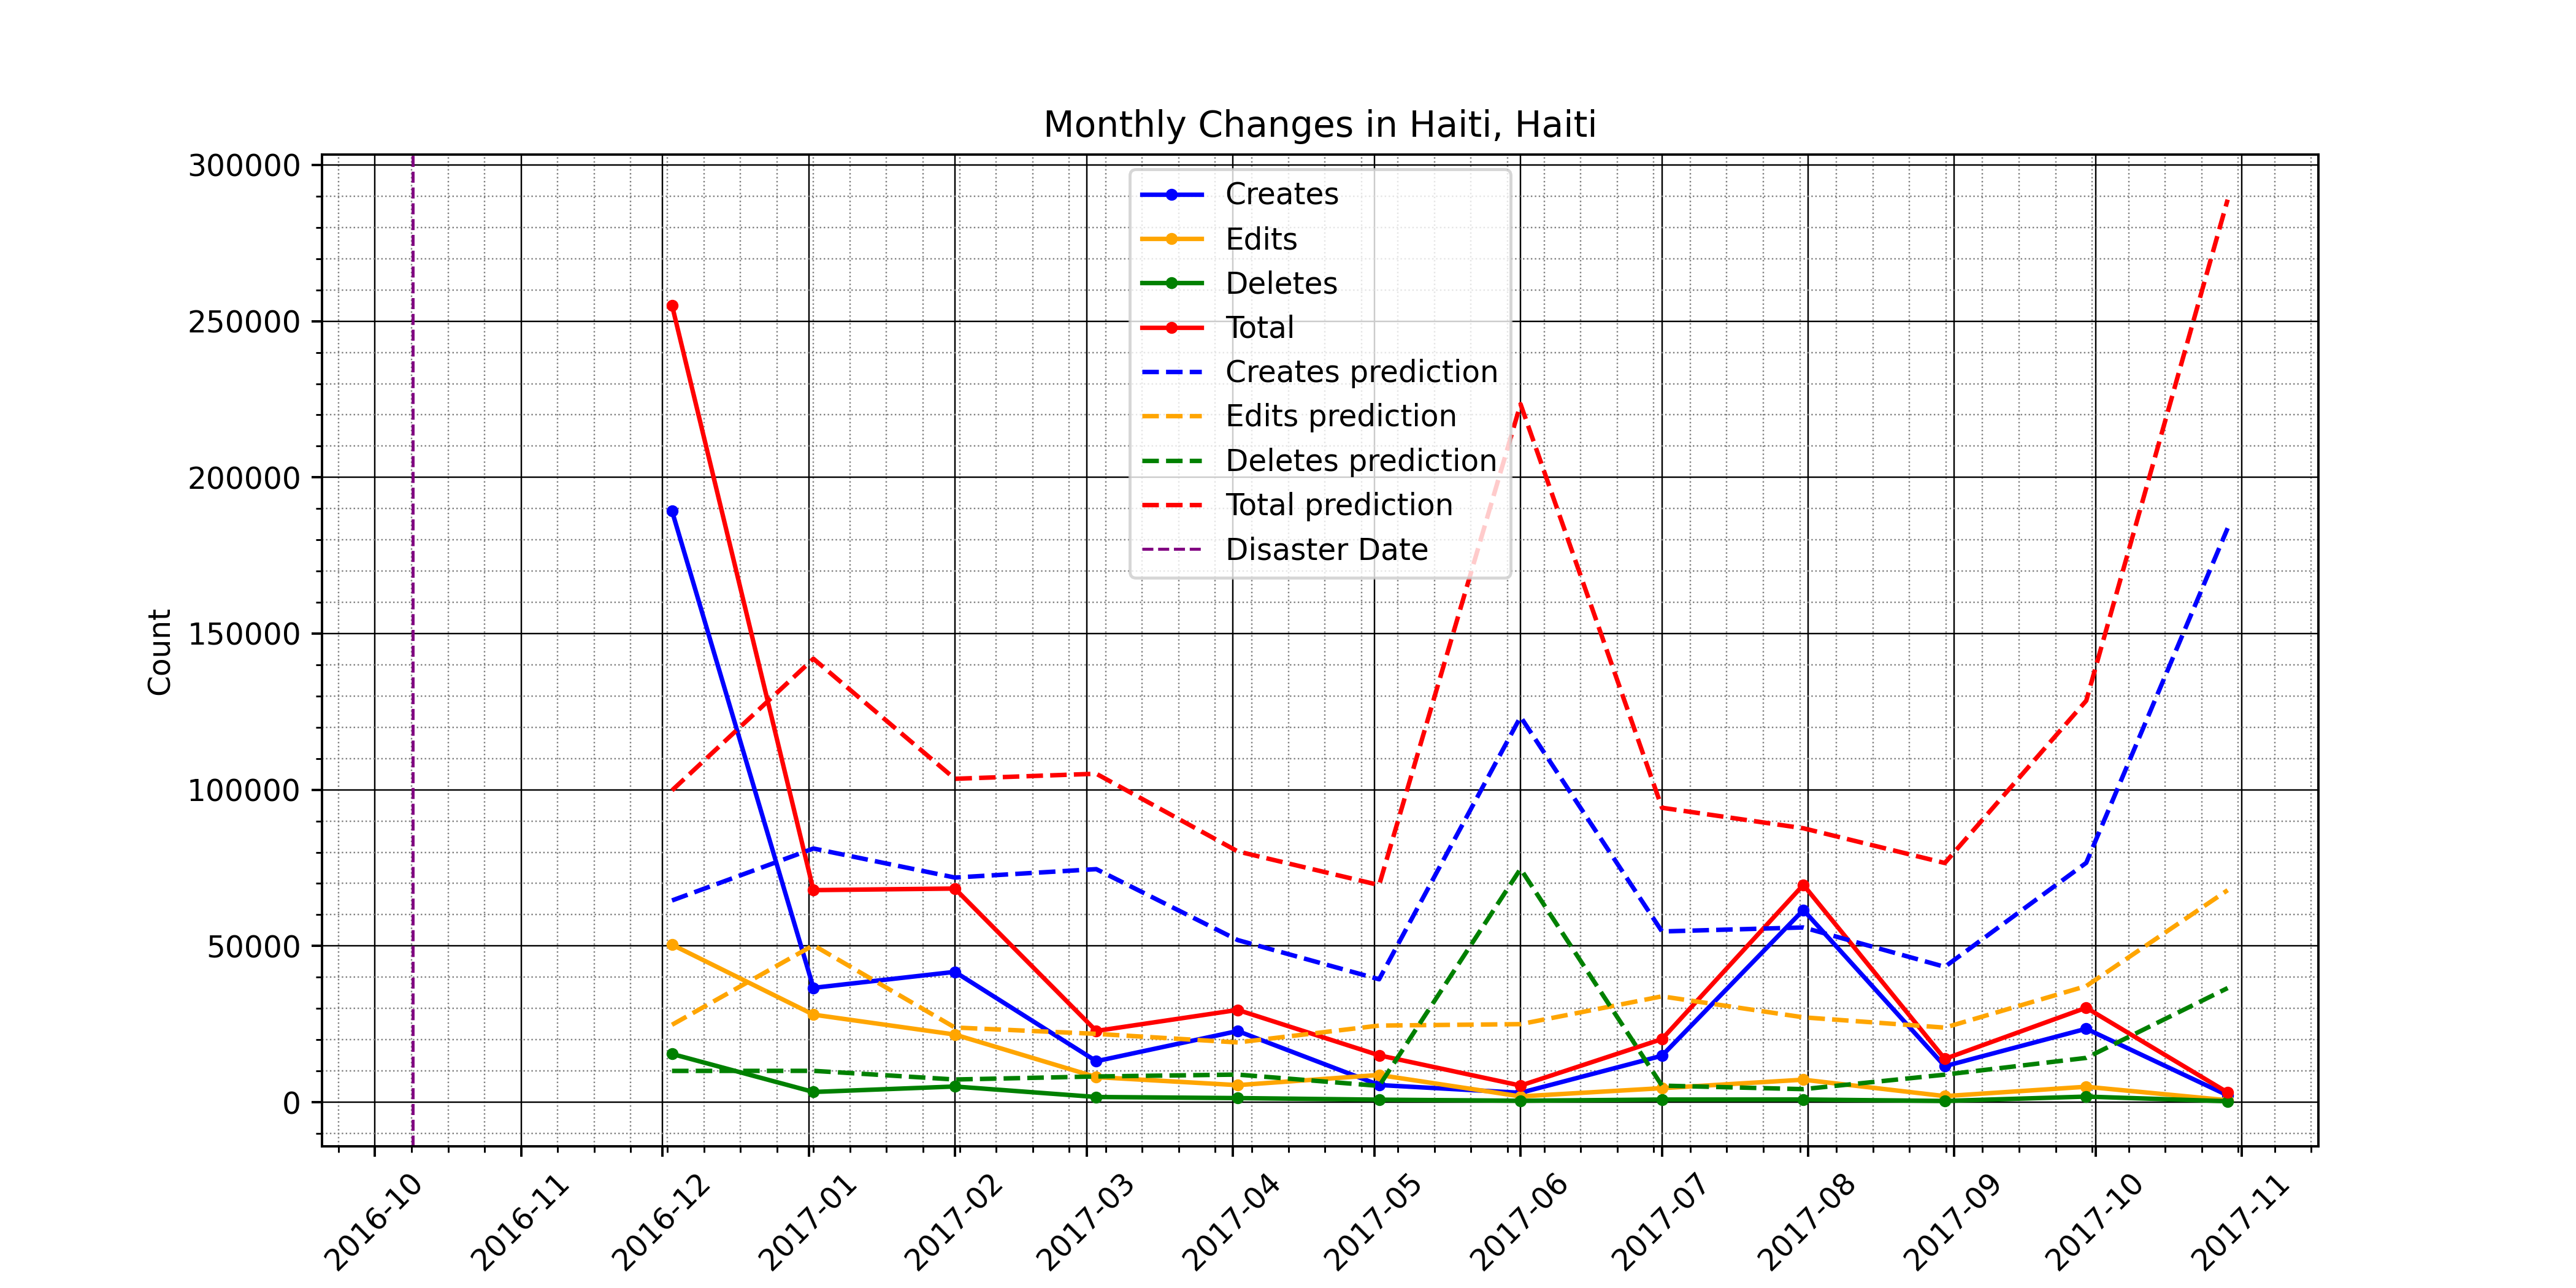 Monthly Changes in Haiti, Haiti
300000
250000
200000
150000
100000
50000
0
Count
Creates
Edits
Deletes
Total
Creates prediction
Edits prediction
Deletes prediction
Total prediction
Disaster Date
2016-10
2016-11
2016-12
2017-01
2017-02
2017-03
2017-04
2017-05
2017-06
2017-07
2017-08
2017-09
2017-10
2017-11